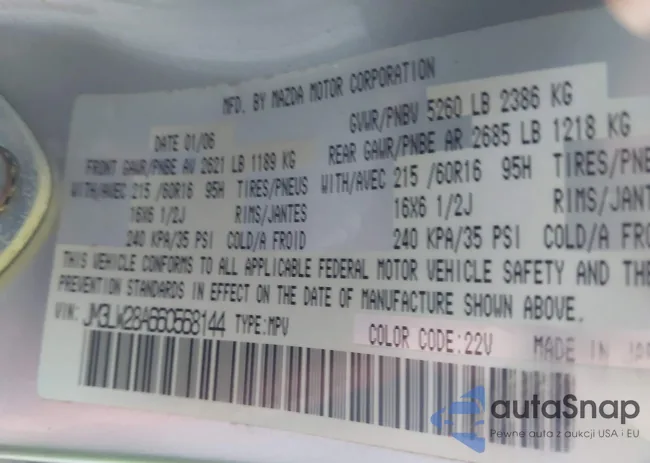 MFD. BY MAZDA MOTOR CORPORATION
DATE 01/06 GVWR/PNBV 5260 LB 2386 KG
FRONT GAWR/PNBE AV 2621 LB 1189 KG REAR GAWR/PNBE AR 2685 LB 1218 KG
WITH/AVEC 215 /60R16 95H TIRES/PNEUS WITH/AVEC 215 /60R16 95H TIRES/PNE
16X6 1/2J RIMS/JANTES 16X6 1/2J RIMS/JANTE
240 KPA/35 PSI COLD/A FROID 240 KPA/35 PSI COLD/A FRO
THIS VEHICLE CONFORMS TO ALL APPLICABLE FEDERAL MOTOR VEHICLE SAFETY AND THE
PREVENTION STANDARDS IN EFFECT ON THE DATE OF MANUFACTURE SHOWN ABOVE.
VIN: JM3LW28A660568144 TYPE:MPV COLOR CODE:22V MADE IN
autaSnap
Pewne auta z aukcji USA i EU